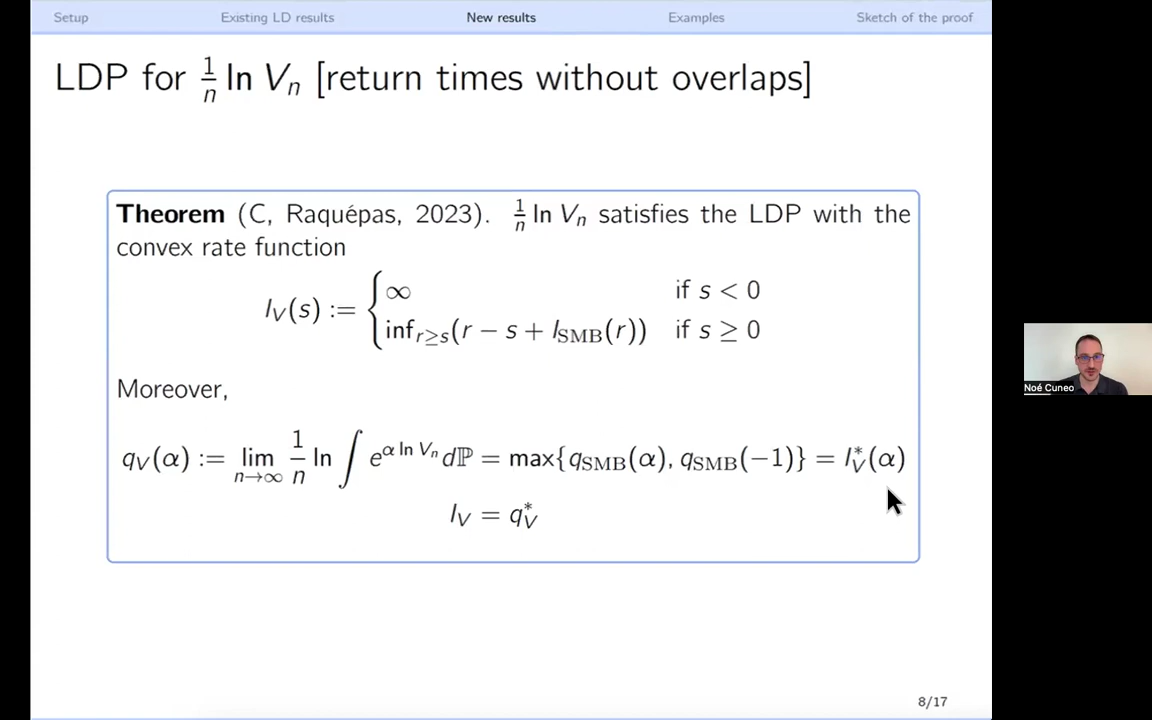 Setup Existing LD results New results Examples Sketch of the proof
LDP for 1/n ln Vₙ [return times without overlaps]
Theorem (C, Raquépas, 2023). 1/n ln Vₙ satisfies the LDP with the
convex rate function
I_V(s) := { ∞ if s < 0
inf_{r≥s}(r − s + I_SMB(r)) if s ≥ 0
Moreover,
q_V(α) := lim_{n→∞} 1/n ln ∫ e^{α ln Vₙ} dℙ = max{q_SMB(α), q_SMB(−1)} = I*_V(α)
I_V = q*_V
Noé Cuneo
8/17